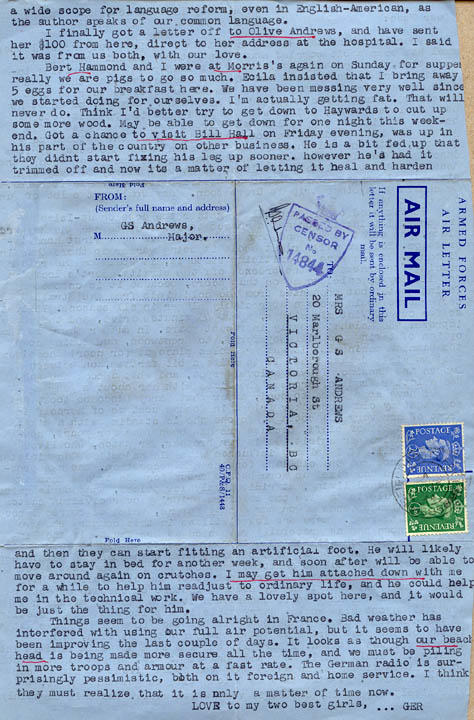 a wide scope for language reform, even in English-American, as
the author speaks of our common language.
I finally got a letter off to Olive Andrews, and have sent
her $100 from here, direct to her address at the hospital. I said
it was from us both, with our love.
Bert Hammond and I were at Morris's again on Sunday for supper
really we are pigs to go so much. Ecila insisted that I bring away
5 eggs for our breakfast here. We have been messing very well since
we started doing for ourselves. I'm actually getting fat. That will
never do. Think I'd better try to get down to Haywards to cut up
some more wood. May be able to get down for one night this week-
end. Got a chance to visit Bill Hall on Friday evening, was up in
his part of the country on other business. He is a bit fed up that
they didnt start fixing his leg up sooner. however he's had it
trimmed off and now its a matter of letting it heal and harden
Fold Here
FROM:
(Sender's full name and address)
GS Andrews,
M Major.
Fold Here
C.F.Q. 11
40/P&S/1448
ARMED FORCES
AIR LETTER
AIR MAIL
If anything is enclosed in this
letter it will be sent by ordinary
mail.
PASSED BY
CENSOR
No
14844
TO
MRS G S ANDREWS
20 Marlborough St
VICTORIA, BC
CANADA
POSTAGE
REVENUE
POSTAGE
REVENUE
Fold Here
and then they can start fitting an artificial foot. He will likely
have to stay in bed for another week, and soon after will be able to
move around again on crutches. I may get him attached down with me
for a while to help him readjust to ordinary life, and he could help
me in the technical work. We have a lovely spot here, and it would
be just the thing for him.
Things seem to be going alright in France. Bad weather has
interfered with using our full air potential, but it seems to have
been improving the last couple of days. It looks as though our beach
head is being made more secure all the time, and we must be piling
in more troops and armour at a fast rate. The German radio is sur-
prisingly pessimistic, both on it foreign and home service. I think
they must realize that it is nnly a matter of time now.
LOVE to my two best girls, ... GER